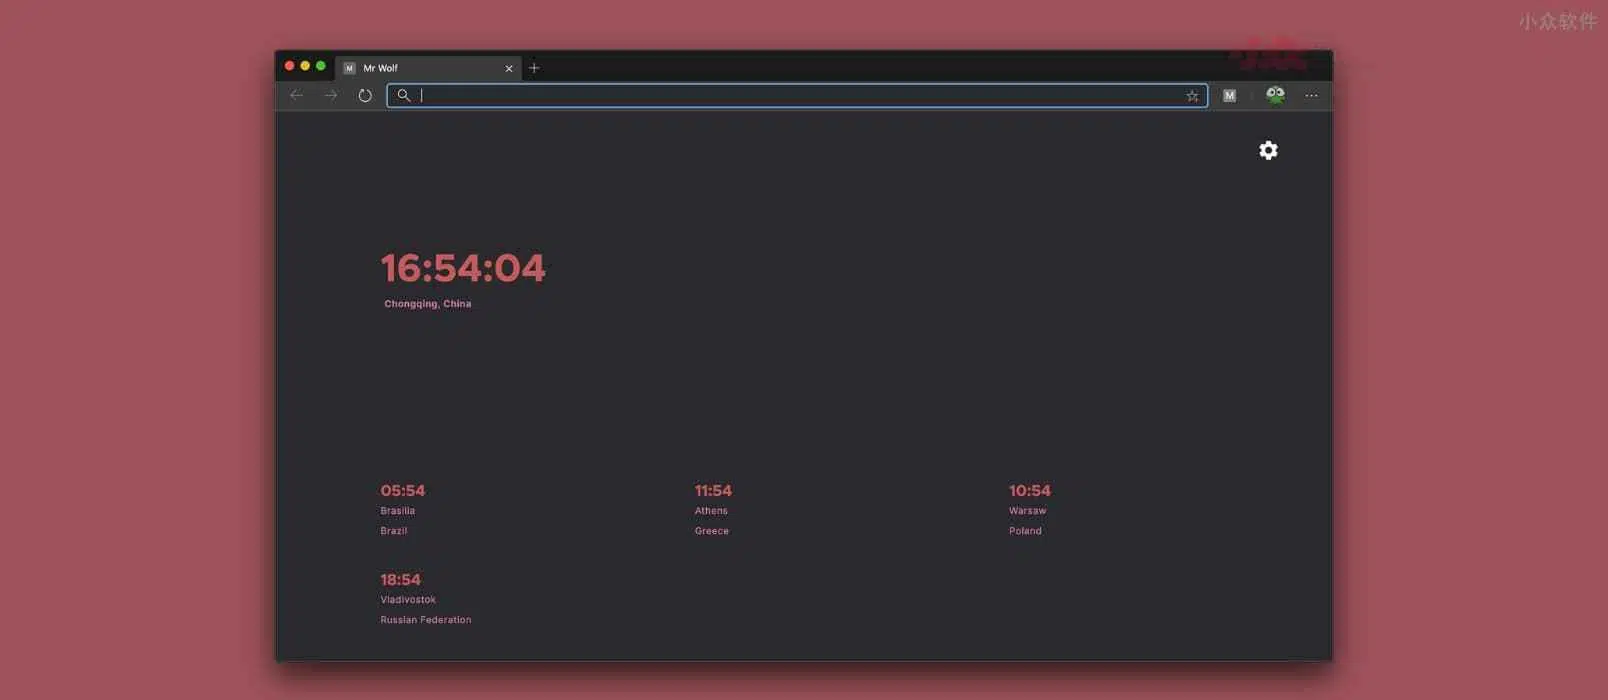 小众软件
M Mr Wolf
M
16:54:04
Chongqing, China
05:54
Brasilia
Brazil
11:54
Athens
Greece
10:54
Warsaw
Poland
18:54
Vladivostok
Russian Federation